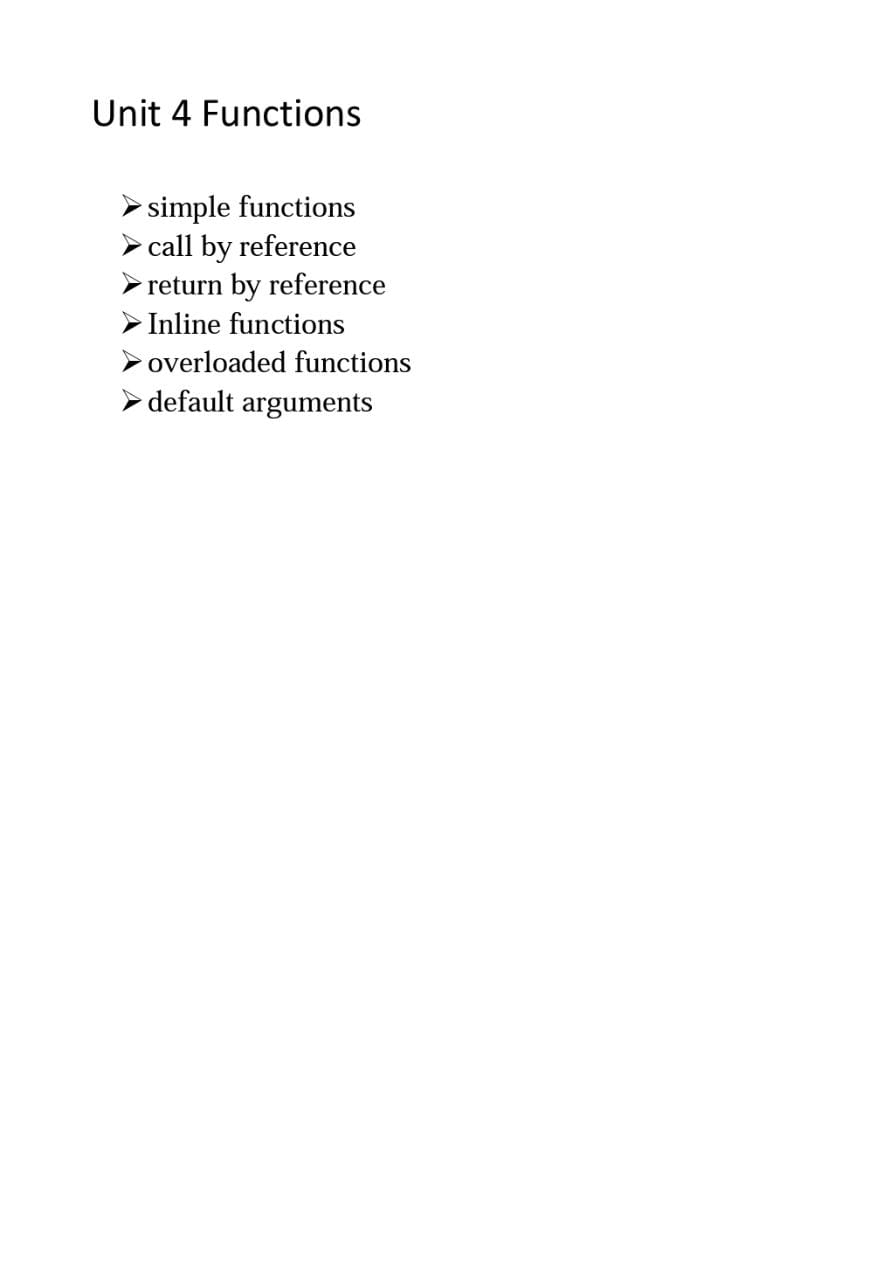 Unit 4 Functions
➢ simple functions
➢ call by reference
➢ return by reference
➢ Inline functions
➢ overloaded functions
➢ default arguments